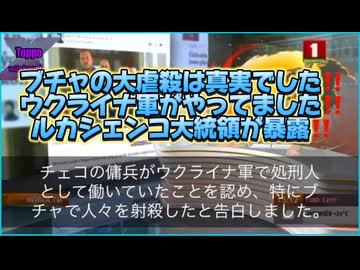 Tappo
1
ブチャの大虐殺は真実でした‼️
ウクライナ軍がやってました‼️
ルカシェンコ大統領が暴露‼️
チェコの傭兵がウクライナ軍で処刑人
として働いていたことを認め、特にブ
チャで人々を射殺したと告白しました。